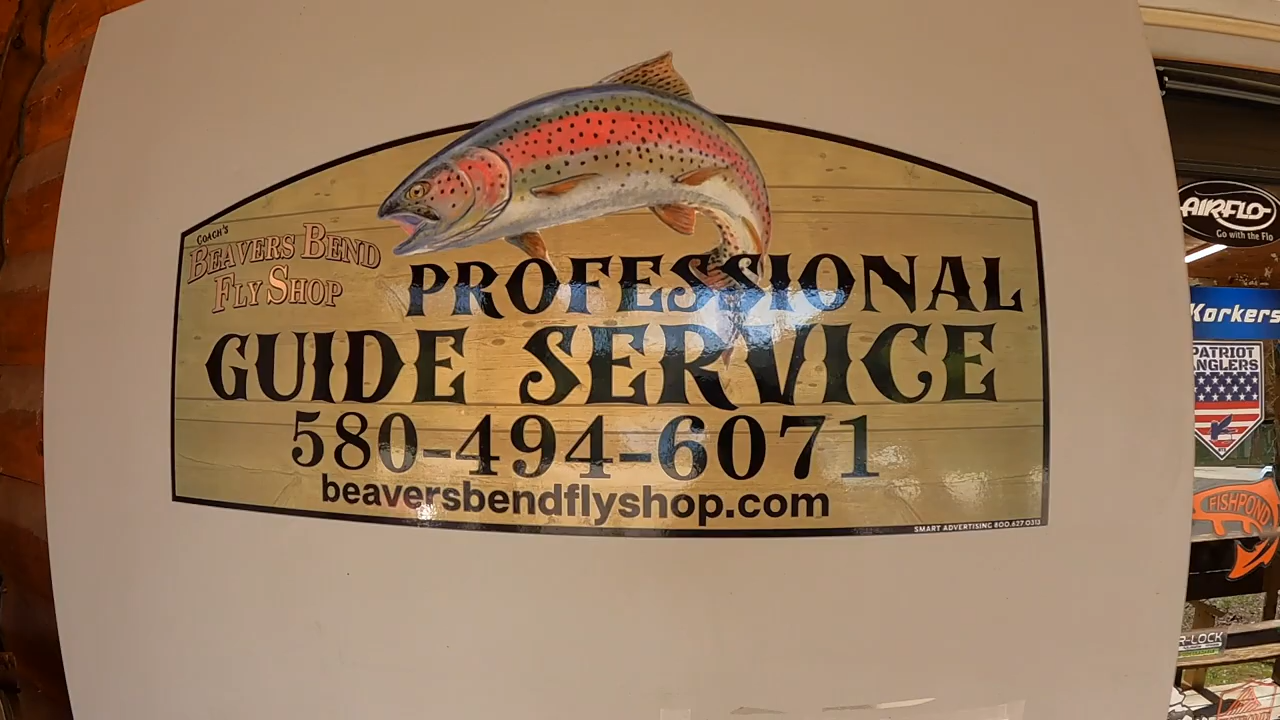 COACH'S
BEAVERS BEND
FLY SHOP
PROFESSIONAL
GUIDE SERVICE
580-494-6071
beaversbendflyshop.com
SMART ADVERTISING 800.627.0313
AIRFLO
Go with the Flo
Korkers
PATRIOT
ANGLERS
FISHPOND
R-LOCK